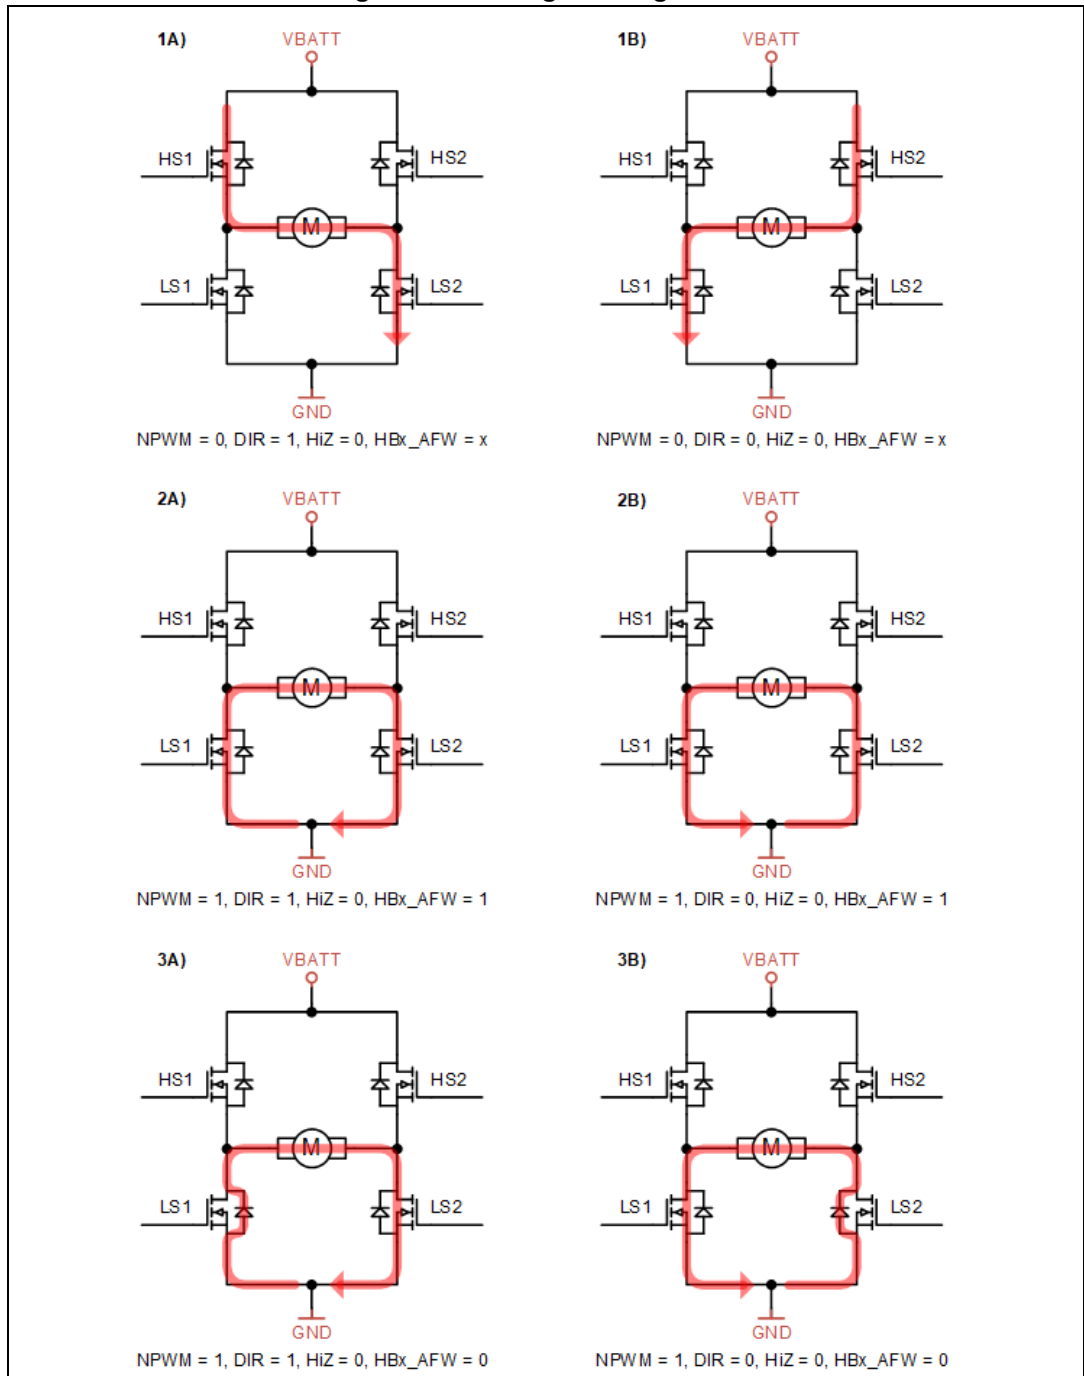 1A) VBATT 1B) VBATT
HS1 HS2 HS1 HS2
M M
LS1 LS2 LS1 LS2
GND GND
NPWM = 0, DIR = 1, HiZ = 0, HBx_AFW = x NPWM = 0, DIR = 0, HiZ = 0, HBx_AFW = x
2A) VBATT 2B) VBATT
HS1 HS2 HS1 HS2
M M
LS1 LS2 LS1 LS2
GND GND
NPWM = 1, DIR = 1, HiZ = 0, HBx_AFW = 1 NPWM = 1, DIR = 0, HiZ = 0, HBx_AFW = 1
3A) VBATT 3B) VBATT
HS1 HS2 HS1 HS2
M M
LS1 LS2 LS1 LS2
GND GND
NPWM = 1, DIR = 1, HiZ = 0, HBx_AFW = 0 NPWM = 1, DIR = 0, HiZ = 0, HBx_AFW = 0